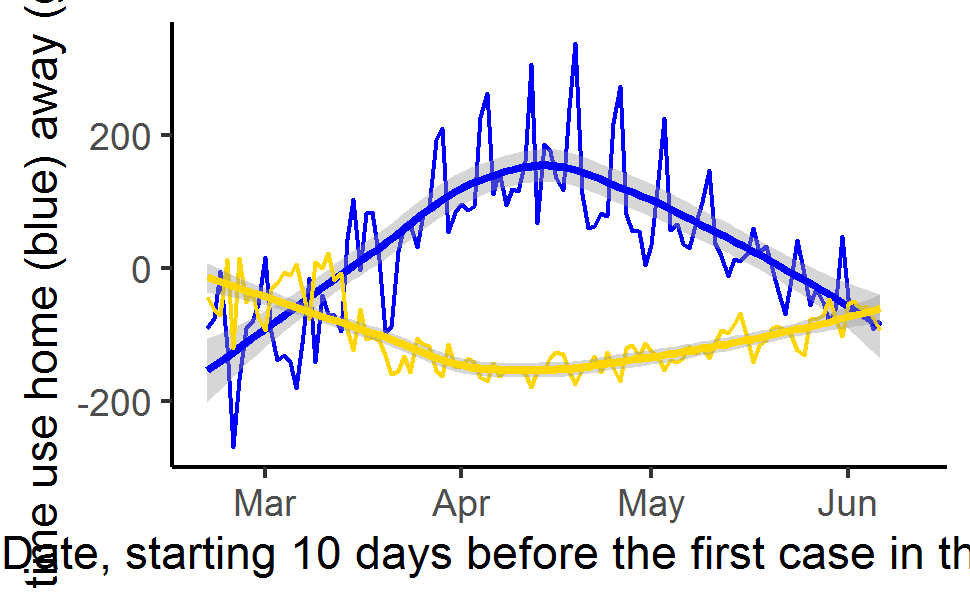 time use home (blue) away (
200
0
-200
Mar Apr May Jun
Date, starting 10 days before the first case in th